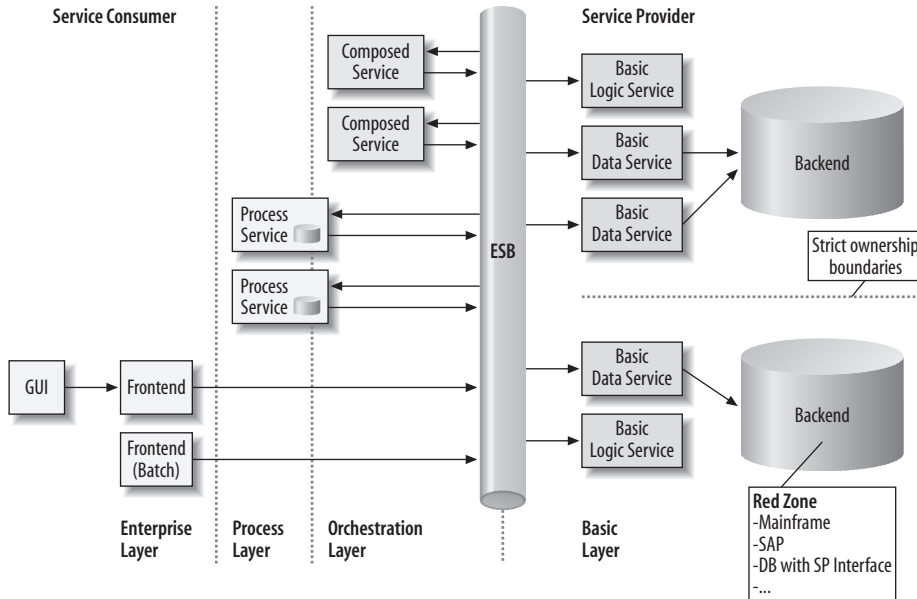 Service Consumer
Service Provider
Composed
Service
Basic
Logic Service
Composed
Service
Basic
Data Service
Backend
Process
Service
Basic
Data Service
ESB
Strict ownership
boundaries
Process
Service
GUI
Frontend
Basic
Data Service
Backend
Frontend
(Batch)
Basic
Logic Service
Enterprise
Layer
Process
Layer
Orchestration
Layer
Basic
Layer
Red Zone
-Mainframe
-SAP
-DB with SP Interface
-...